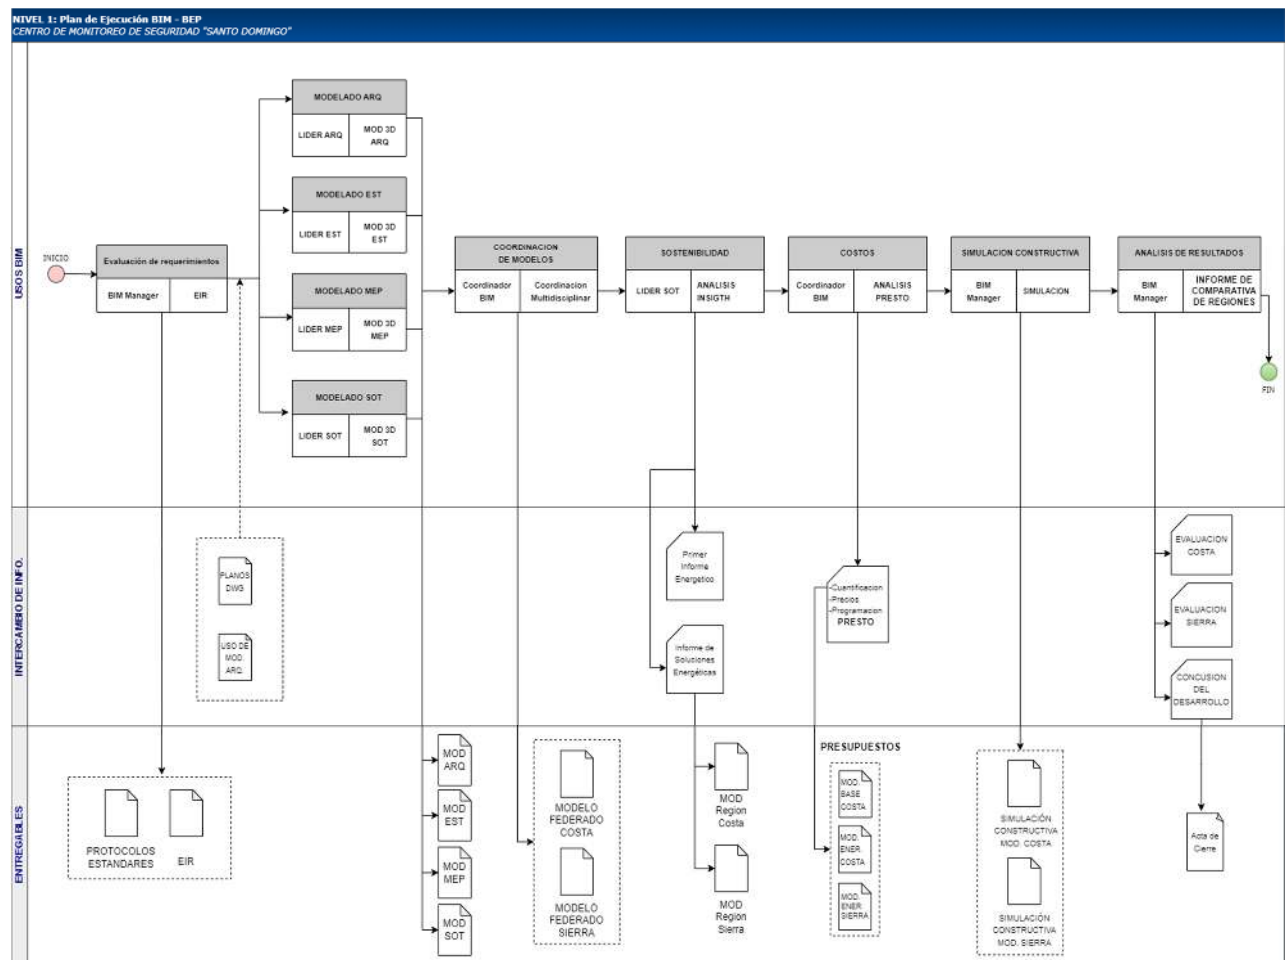 NIVEL 1: Plan de Ejecución BIM - BEP
CENTRO DE MONITOREO DE SEGURIDAD "SANTO DOMINGO"
USOS BIM
INICIO
Evaluación de requerimientos
BIM Manager
EIR
MODELADO ARQ
LIDER ARQ
MOD 3D
ARQ
MODELADO EST
LIDER EST
MOD 3D
EST
MODELADO MEP
LIDER MEP
MOD 3D
MEP
MODELADO SOT
LIDER SOT
MOD 3D
SOT
COORDINACION
DE MODELOS
Coordinador
BIM
Coordinacion
Multidisciplinar
SOSTENIBILIDAD
LIDER SOT
ANALISIS
INSIGTH
COSTOS
Coordinador
BIM
ANALISIS
PRESTO
SIMULACION CONSTRUCTIVA
BIM
Manager
SIMULACION
ANALISIS DE RESULTADOS
BIM
Manager
INFORME DE
COMPARATIVA
DE REGIONES
FIN
INTERCAMBIO DE INFO.
PLANOS
DWG
USO DE
MOD.
ARQ.
Primer
Informe
Energetico
Informe de
Soluciones
Energéticas
-Cuantificacion
-Precios
-Programacion
PRESTO
EVALUACION
COSTA
EVALUACION
SIERRA
CONCUSION
DEL
DESARROLLO
ENTREGABLES
PROTOCOLOS
ESTANDARES
EIR
MOD
ARQ
MOD
EST
MOD
MEP
MOD
SOT
MODELO
FEDERADO
COSTA
MODELO
FEDERADO
SIERRA
MOD
Region
Costa
MOD
Region
Sierra
PRESUPUESTOS
MOD.
BASE
COSTA
MOD.
ENER.
COSTA
MOD.
ENER.
SIERRA
SIMULACIÓN
CONSTRUCTIVA
MOD. COSTA
SIMULACIÓN
CONSTRUCTIVA
MOD. SIERRA
Acta de
Cierre